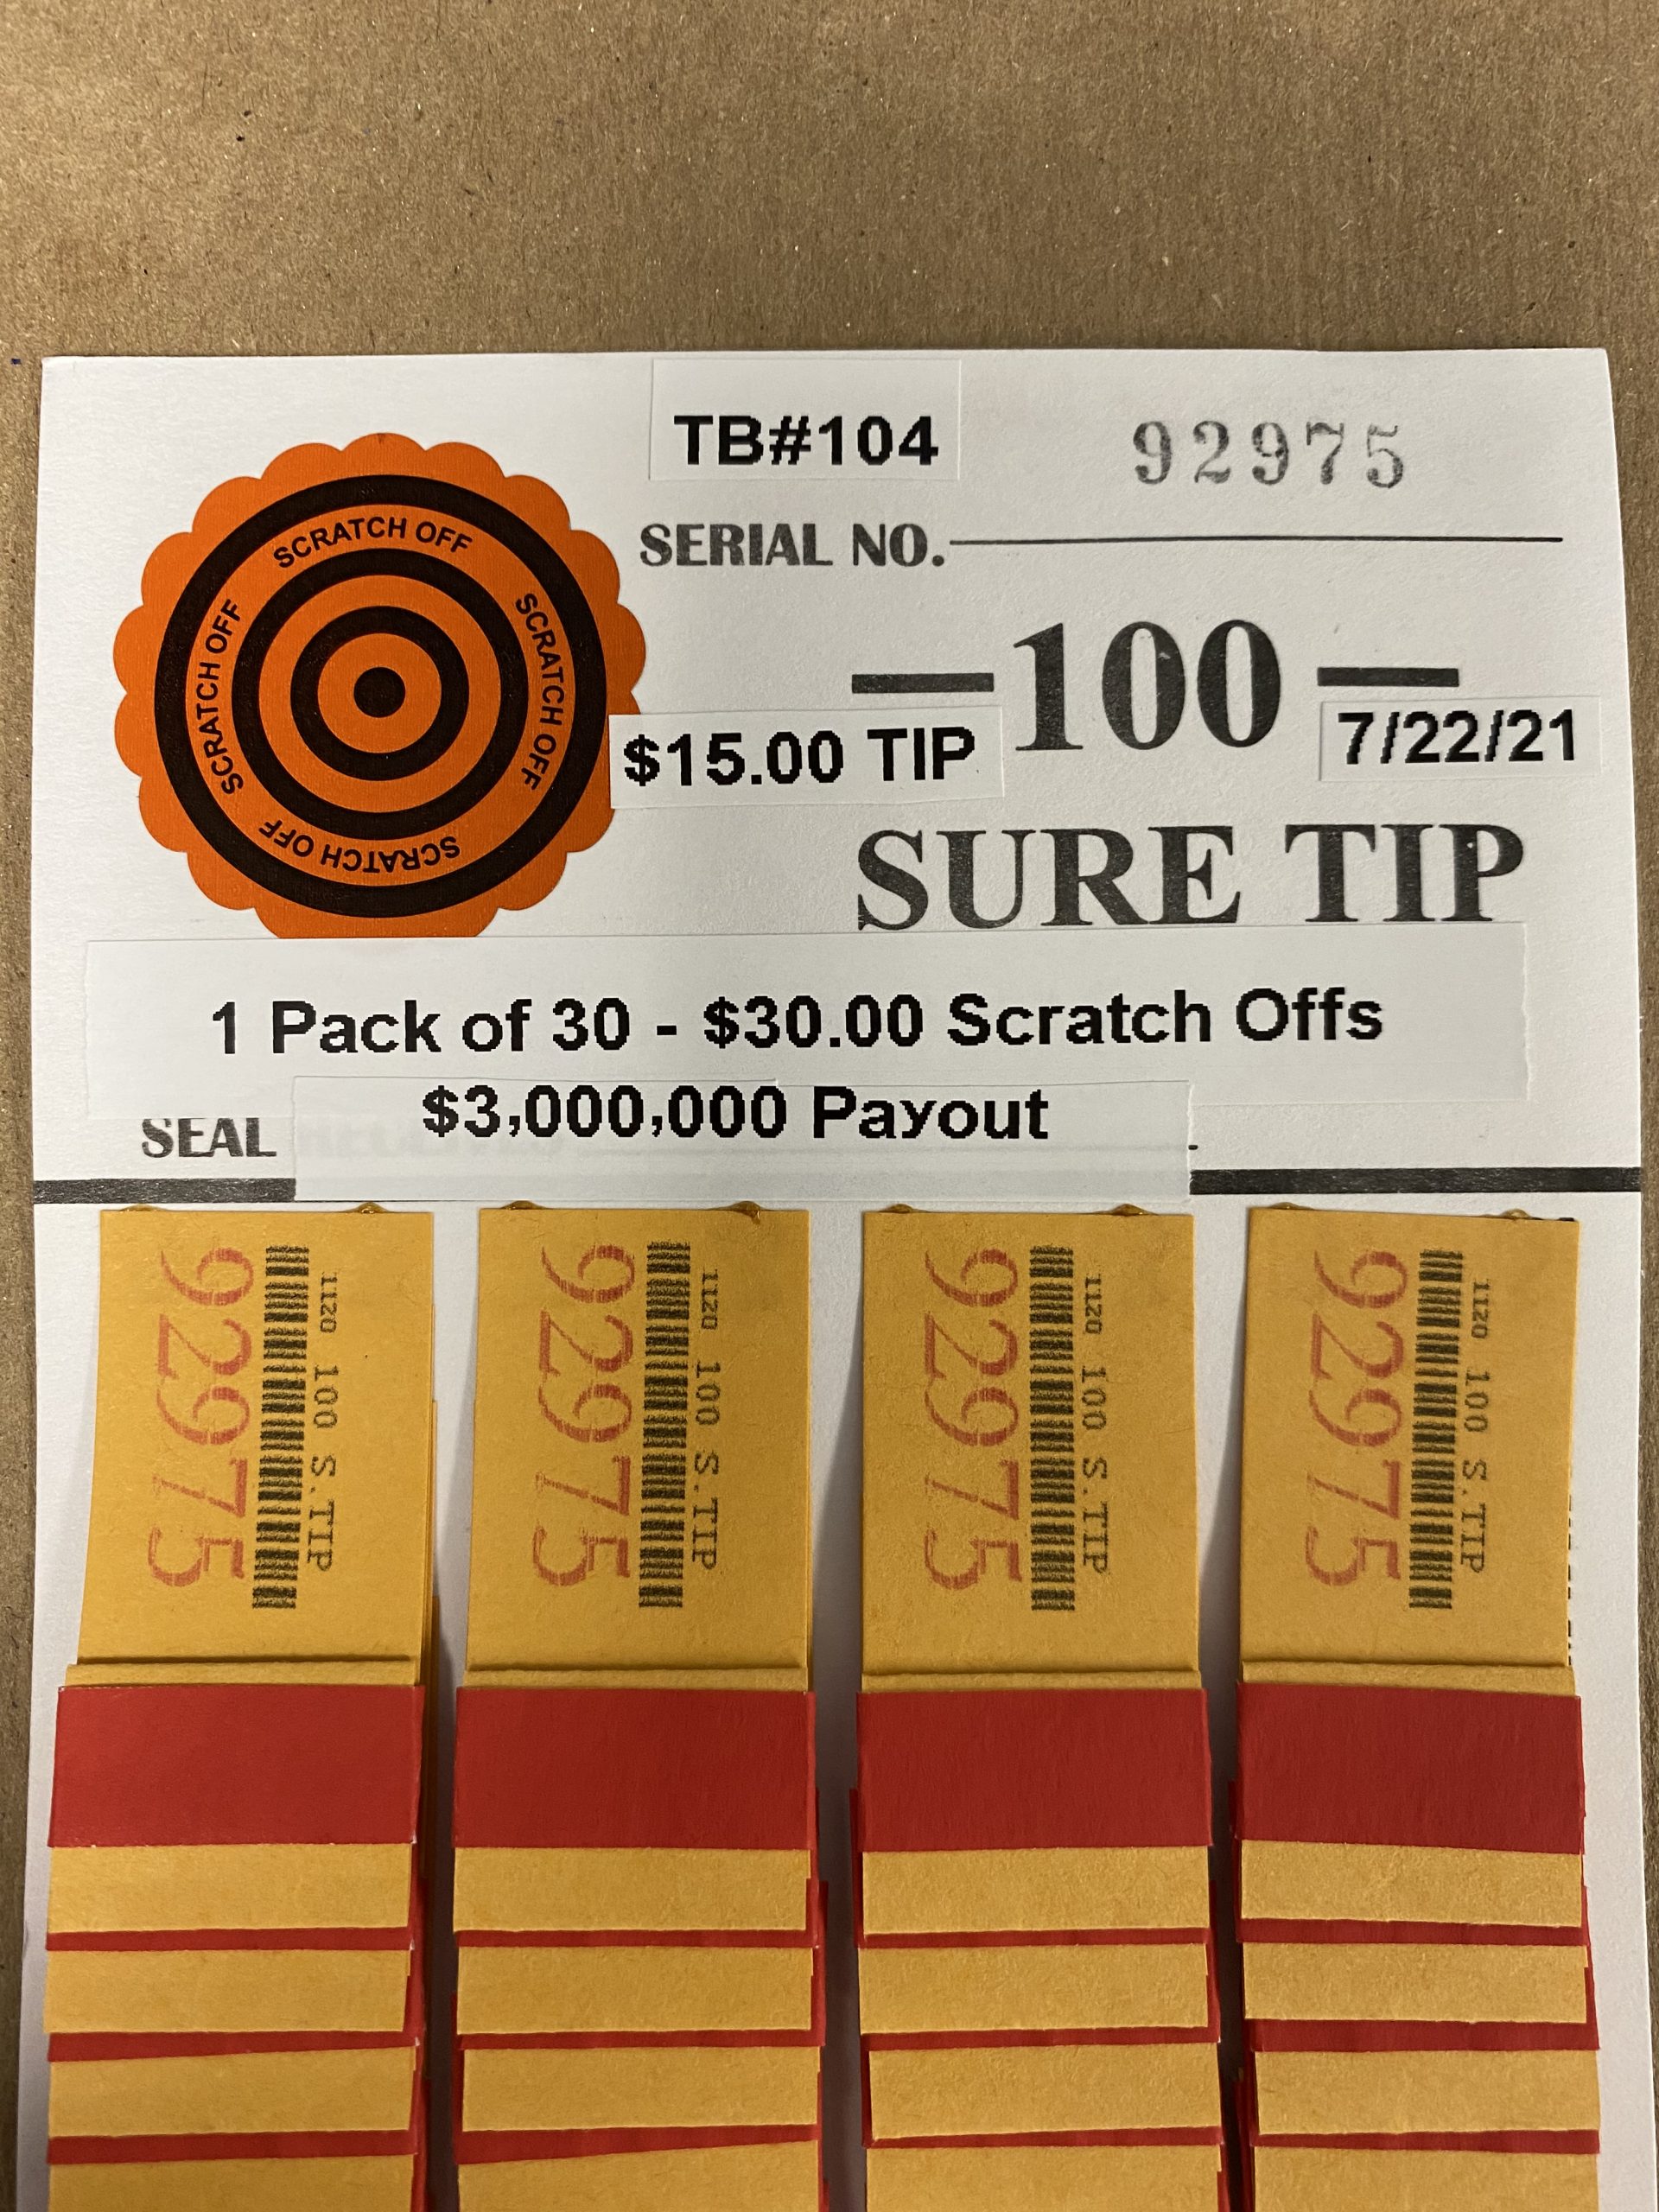 TB#104
92975
SERIAL NO.
SCRATCH OFF
SCRATCH OFF
SCRATCH OFF
SCRATCH OFF
100
$15.00 TIP
7/22/21
SURE TIP
1 Pack of 30 - $30.00 Scratch Offs
$3,000,000 Payout
SEAL
1120 100 S.TIP
92975
1120 100 S.TIP
92975
1120 100 S.TIP
92975
1120 100 S.TIP
92975